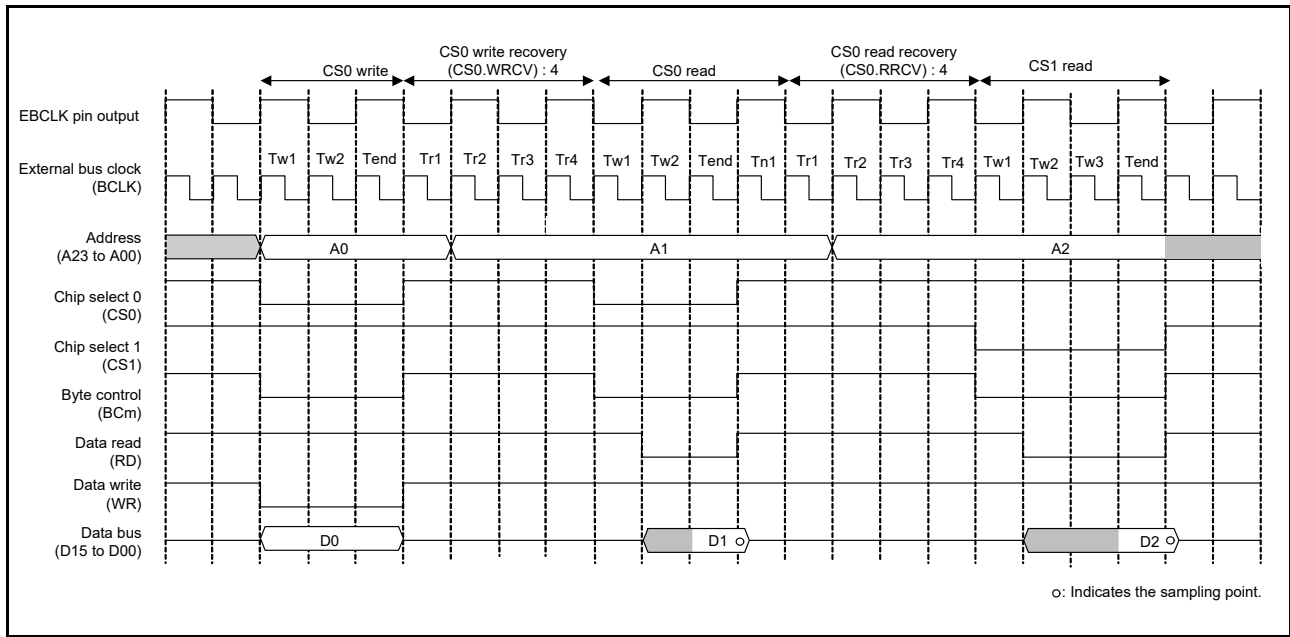 CS0 write
CS0 write recovery
(CS0.WRCV) : 4
CS0 read
CS0 read recovery
(CS0.RRCV) : 4
CS1 read
EBCLK pin output
External bus clock
(BCLK)
Tw1 Tw2 Tend Tr1 Tr2 Tr3 Tr4 Tw1 Tw2 Tend Tn1 Tr1 Tr2 Tr3 Tr4 Tw1 Tw2 Tw3 Tend
Address
(A23 to A00)
A0 A1 A2
Chip select 0
(CS0)
Chip select 1
(CS1)
Byte control
(BCm)
Data read
(RD)
Data write
(WR)
Data bus
(D15 to D00)
D0 D1 D2
o: Indicates the sampling point.